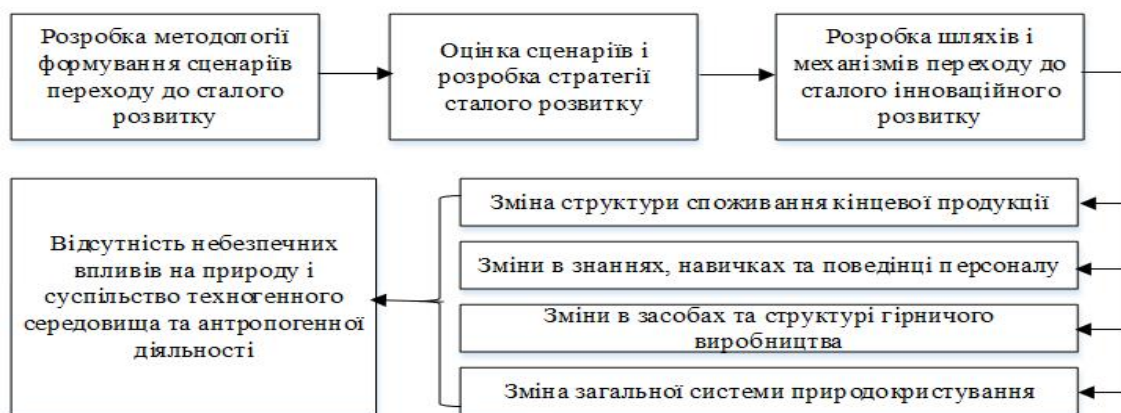 Розробка методології
формування сценаріїв
переходу до сталого
розвитку
Оцінка сценаріїв і
розробка стратегії
сталого розвитку
Розробка шляхів і
механізмів переходу до
сталого інноваційного
розвитку
Відсутність небезпечних
впливів на природу і
суспільство техногенного
середовища та антропогенної
діяльності
Зміна структури споживання кінцевої продукції
Зміни в знаннях, навичках та поведінці персоналу
Зміни в засобах та структурі гірничого
виробництва
Зміна загальної системи природокристування